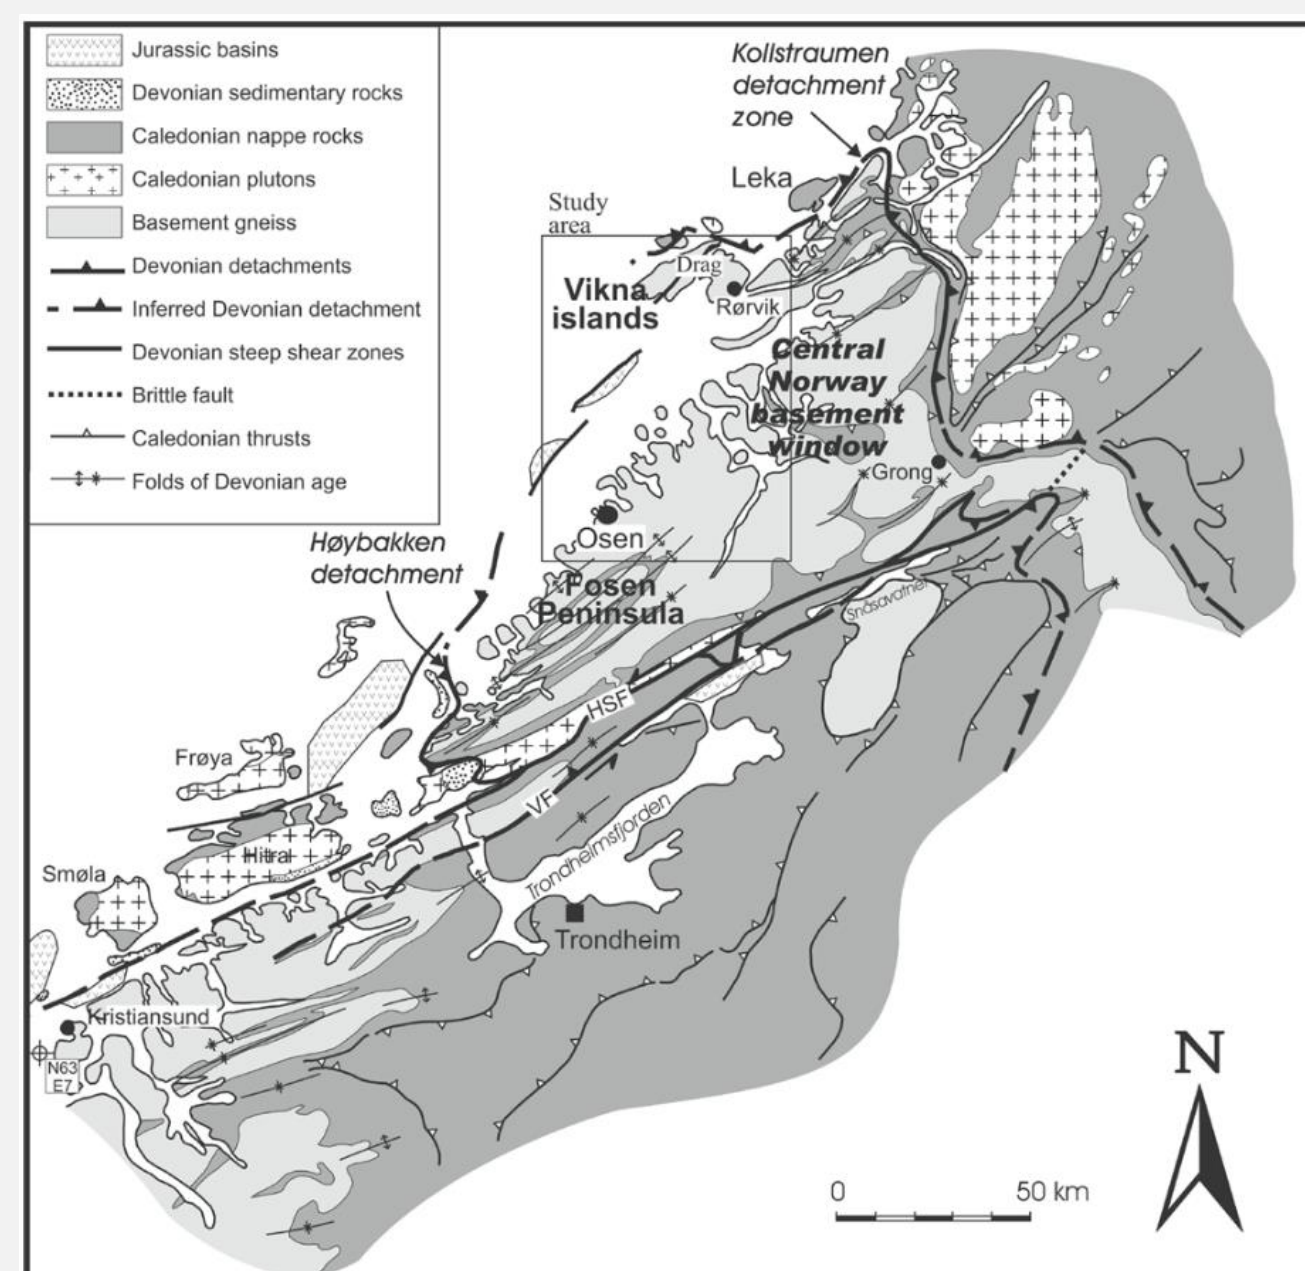 Jurassic basins
Devonian sedimentary rocks
Caledonian nappe rocks
Caledonian plutons
Basement gneiss
Devonian detachments
Inferred Devonian detachment
Devonian steep shear zones
Brittle fault
Caledonian thrusts
Folds of Devonian age
Kollstraumen
detachment
zone
Leka
Study
area
Drag
Vikna
islands
Rørvik
Central
Norway
basement
window
Grong
Osen
Høybakken
detachment
Fosen
Peninsula
Snåsavatnet
HSF
VF
Frøya
Hitra
Smøla
Trondheimsfjorden
Trondheim
Kristiansund
N63
E7
N
0 50 km